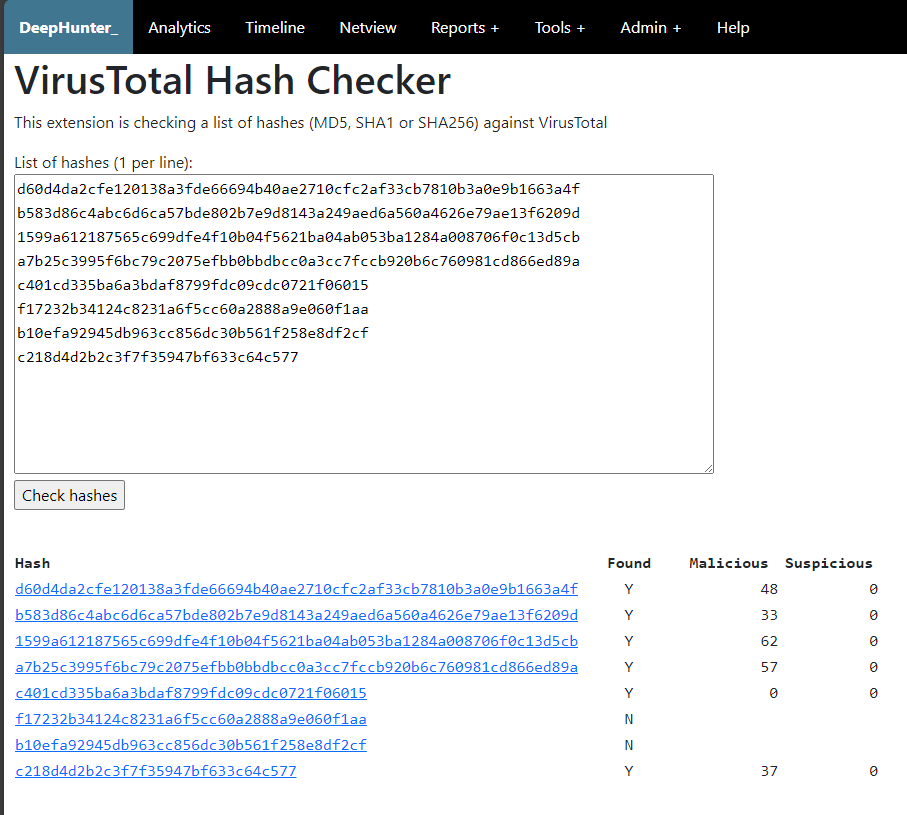 DeepHunter_ Analytics Timeline Netview Reports + Tools + Admin + Help
VirusTotal Hash Checker
This extension is checking a list of hashes (MD5, SHA1 or SHA256) against VirusTotal
List of hashes (1 per line):
d60d4da2cfe120138a3fde66694b40ae2710cfc2af33cb7810b3a0e9b1663a4f
b583d86c4abc6d6ca57bde802b7e9d8143a249aed6a560a4626e79ae13f6209d
1599a612187565c699dfe4f10b04f5621ba04ab053ba1284a008706f0c13d5cb
a7b25c3995f6bc79c2075efbb0bbdbcc0a3cc7fccb920b6c760981cd866ed89a
c401cd335ba6a3bdaf8799fdc09cdc0721f06015
f17232b34124c8231a6f5cc60a2888a9e060f1aa
b10efa92945db963cc856dc30b561f258e8df2cf
c218d4d2b2c3f7f35947bf633c64c577
Check hashes
Hash Found Malicious Suspicious
d60d4da2cfe120138a3fde66694b40ae2710cfc2af33cb7810b3a0e9b1663a4f Y 48 0
b583d86c4abc6d6ca57bde802b7e9d8143a249aed6a560a4626e79ae13f6209d Y 33 0
1599a612187565c699dfe4f10b04f5621ba04ab053ba1284a008706f0c13d5cb Y 62 0
a7b25c3995f6bc79c2075efbb0bbdbcc0a3cc7fccb920b6c760981cd866ed89a Y 57 0
c401cd335ba6a3bdaf8799fdc09cdc0721f06015 Y 0 0
f17232b34124c8231a6f5cc60a2888a9e060f1aa N
b10efa92945db963cc856dc30b561f258e8df2cf N
c218d4d2b2c3f7f35947bf633c64c577 Y 37 0